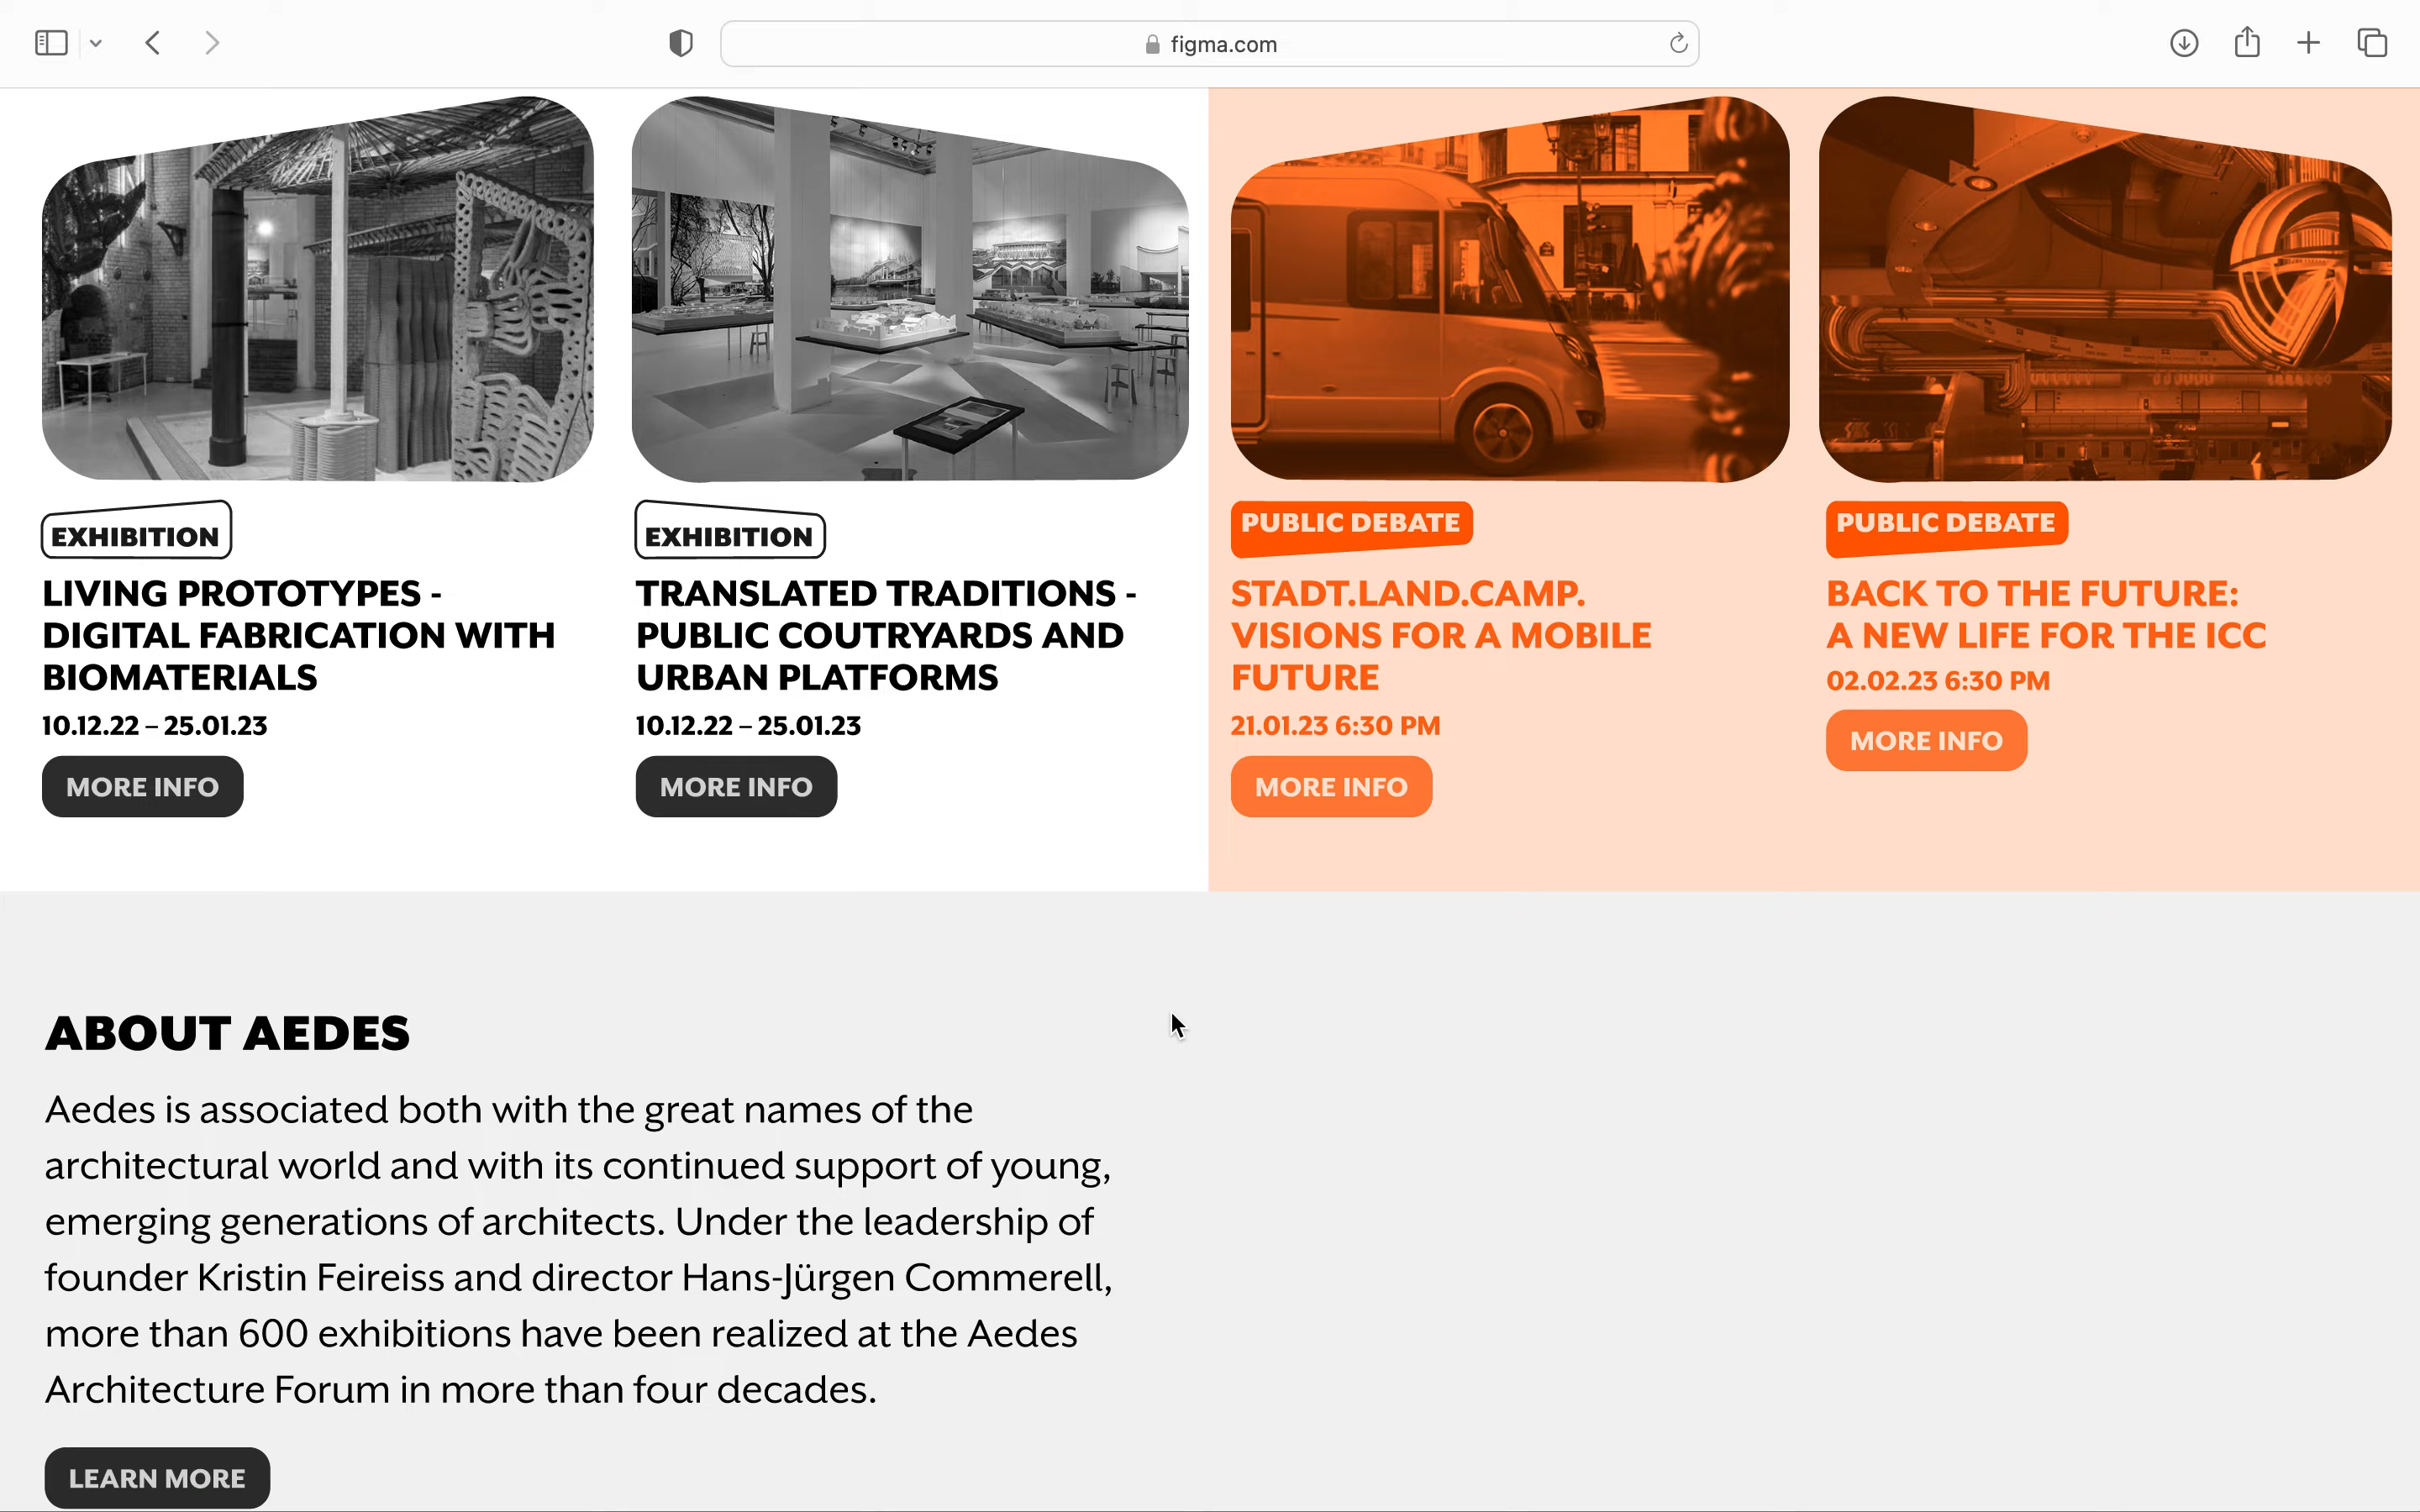 figma.com
EXHIBITION
LIVING PROTOTYPES -
DIGITAL FABRICATION WITH
BIOMATERIALS
10.12.22 – 25.01.23
MORE INFO
EXHIBITION
TRANSLATED TRADITIONS -
PUBLIC COUTRYARDS AND
URBAN PLATFORMS
10.12.22 – 25.01.23
MORE INFO
PUBLIC DEBATE
STADT.LAND.CAMP.
VISIONS FOR A MOBILE
FUTURE
21.01.23 6:30 PM
MORE INFO
PUBLIC DEBATE
BACK TO THE FUTURE:
A NEW LIFE FOR THE ICC
02.02.23 6:30 PM
MORE INFO
ABOUT AEDES
Aedes is associated both with the great names of the
architectural world and with its continued support of young,
emerging generations of architects. Under the leadership of
founder Kristin Feireiss and director Hans-Jürgen Commerell,
more than 600 exhibitions have been realized at the Aedes
Architecture Forum in more than four decades.
LEARN MORE